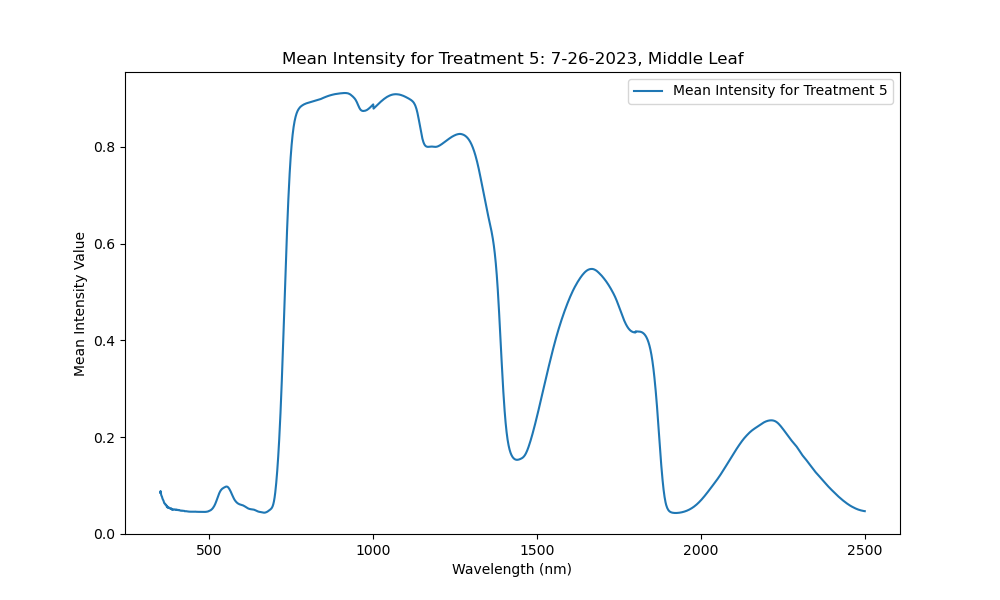 Mean Intensity for Treatment 5: 7-26-2023, Middle Leaf
Mean Intensity for Treatment 5
Mean Intensity Value
0.8
0.6
0.4
0.2
0.0
500
1000
1500
2000
2500
Wavelength (nm)